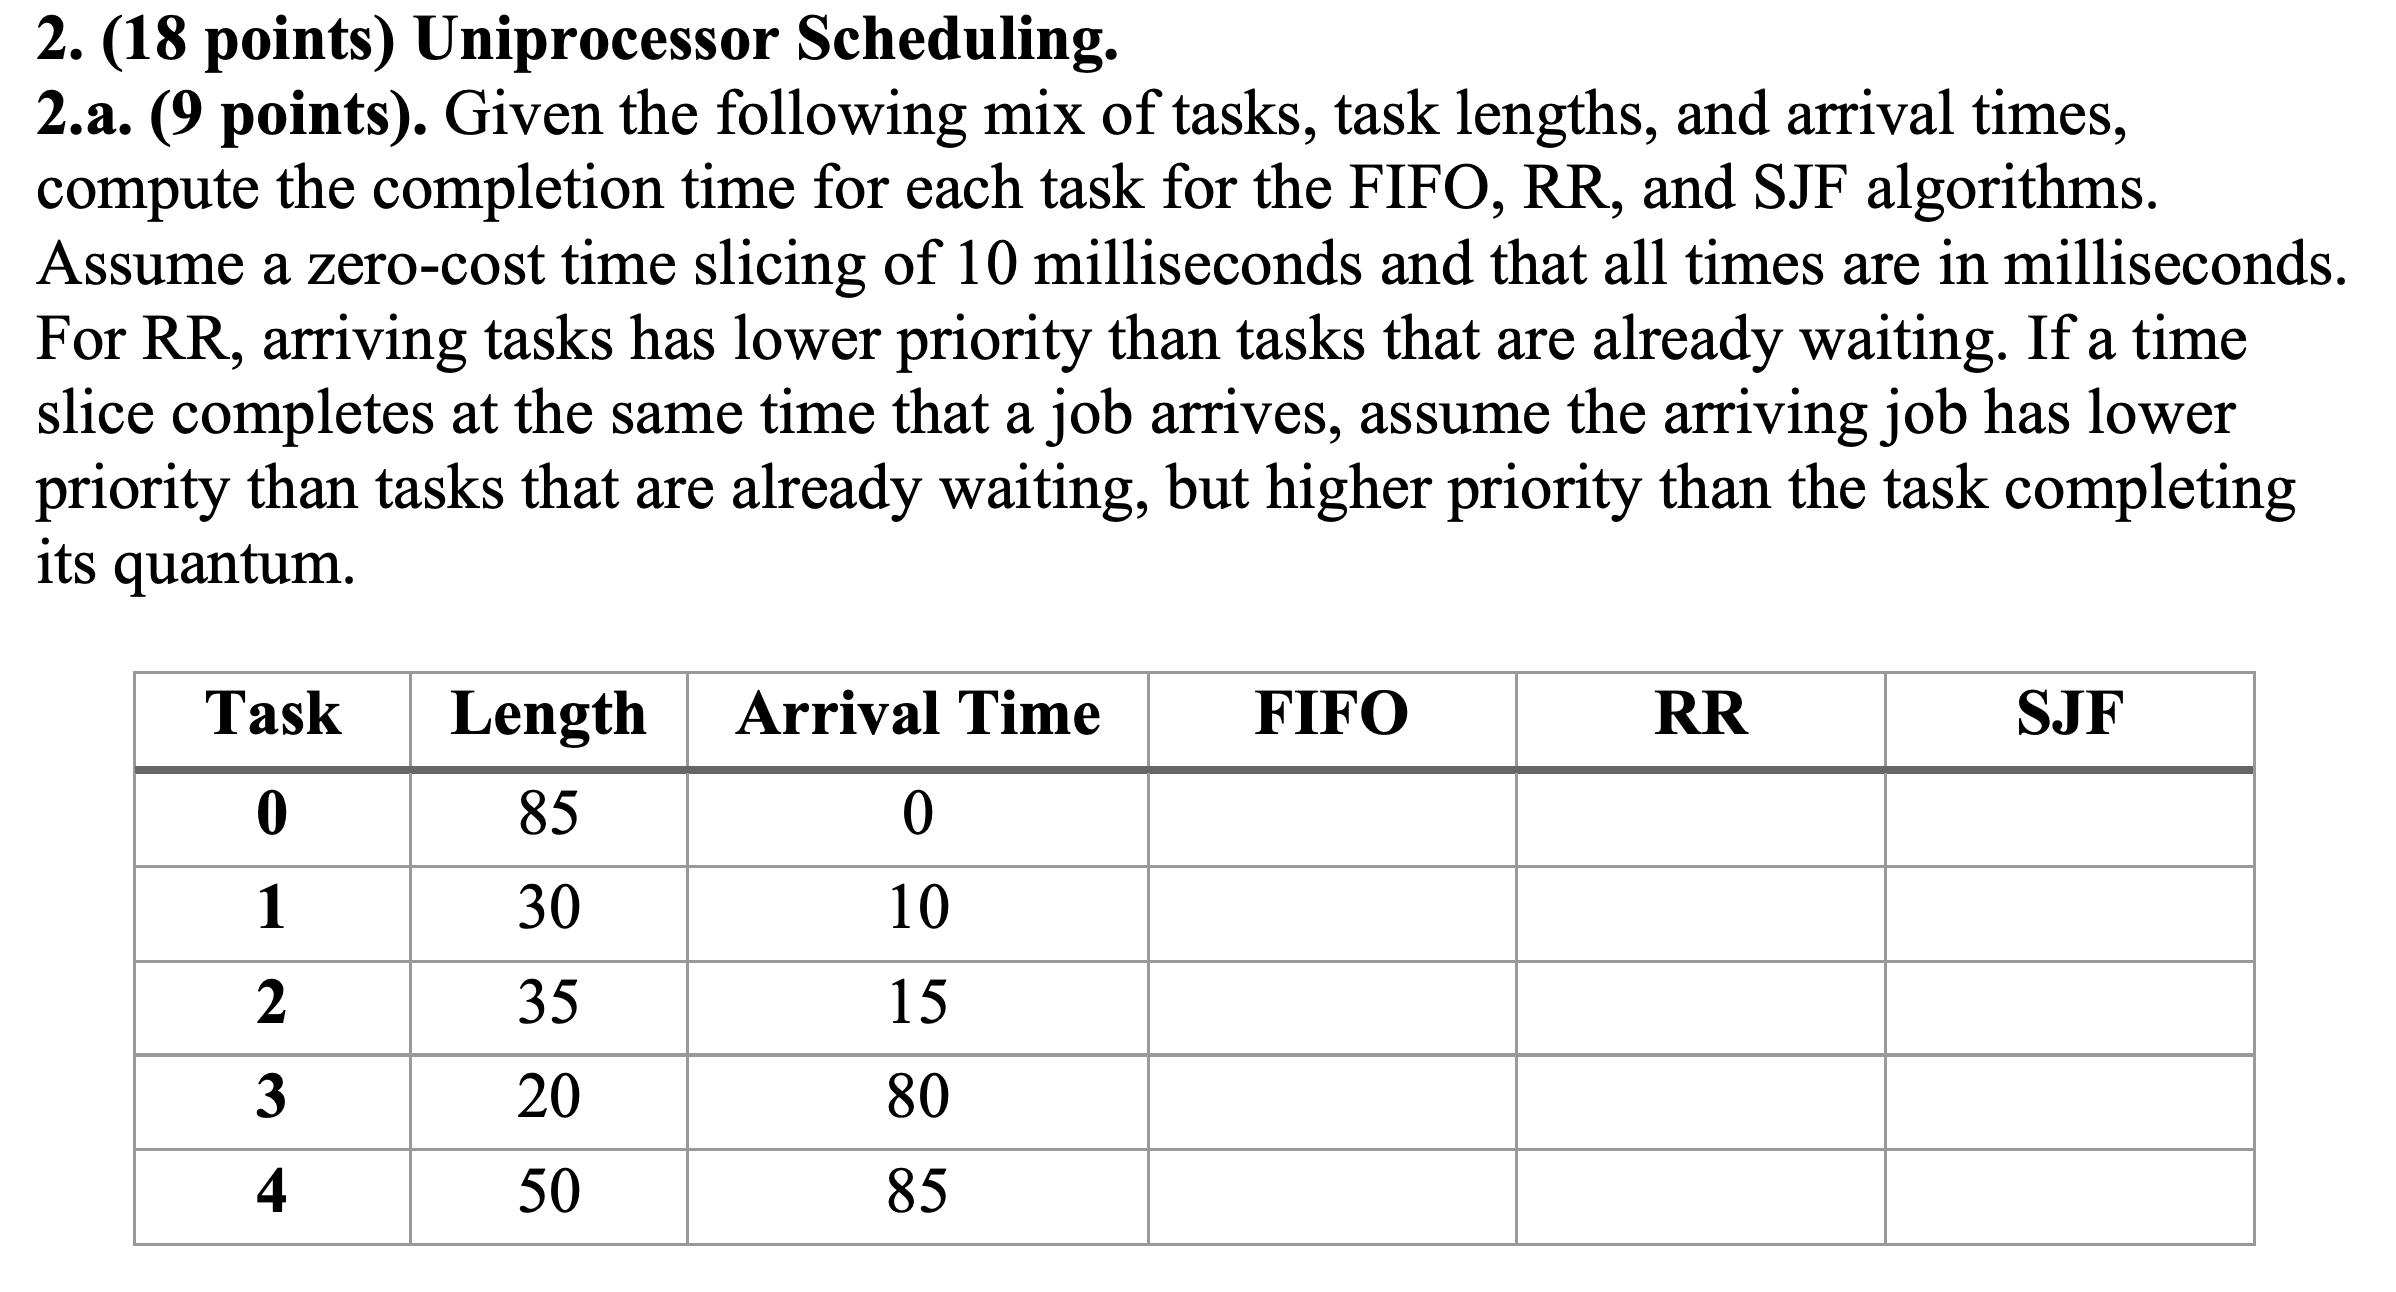 2. (18 points) Uniprocessor Scheduling.
2.a. (9 points). Given the following mix of tasks, task lengths, and arrival times,
compute the completion time for each task for the FIFO, RR, and SJF algorithms.
Assume a zero-cost time slicing of 10 milliseconds and that all times are in milliseconds.
For RR, arriving tasks has lower priority than tasks that are already waiting. If a time
slice completes at the same time that a job arrives, assume the arriving job has lower
priority than tasks that are already waiting, but higher priority than the task completing
its quantum.
Task Length Arrival Time FIFO RR SJF
0 85 0
1 30 10
2 35 15
3 20 80
4 50 85